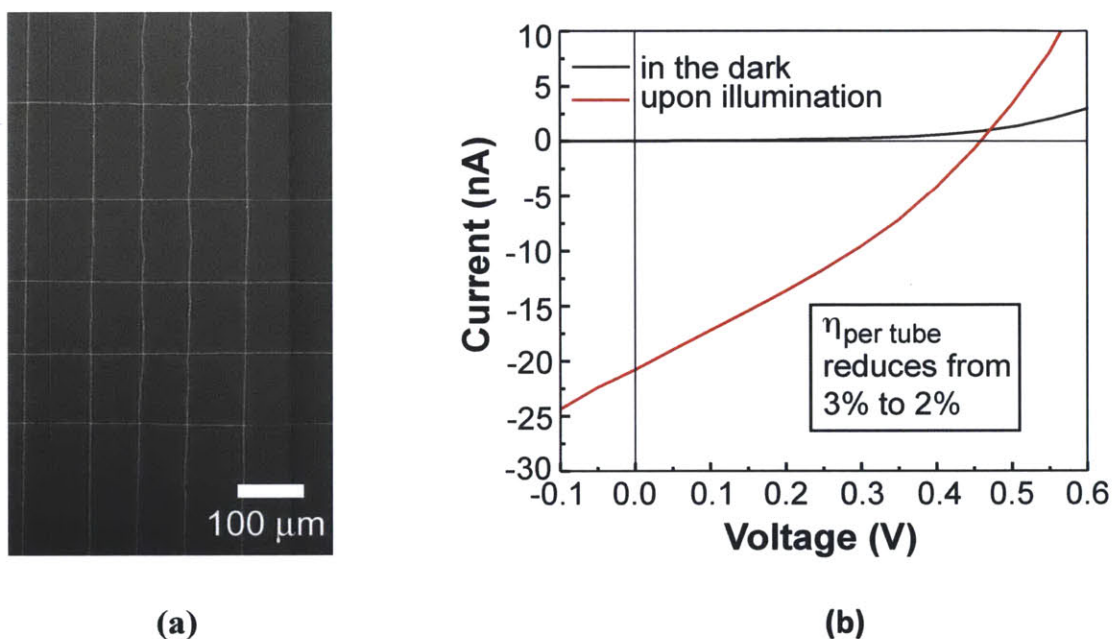 100 μm
(a)
10
5
0
-5
-10
-15
-20
-25
-30
Current (nA)
in the dark
upon illumination
η per tube
reduces from
3% to 2%
-0.1 0.0 0.1 0.2 0.3 0.4 0.5 0.6
Voltage (V)
(b)